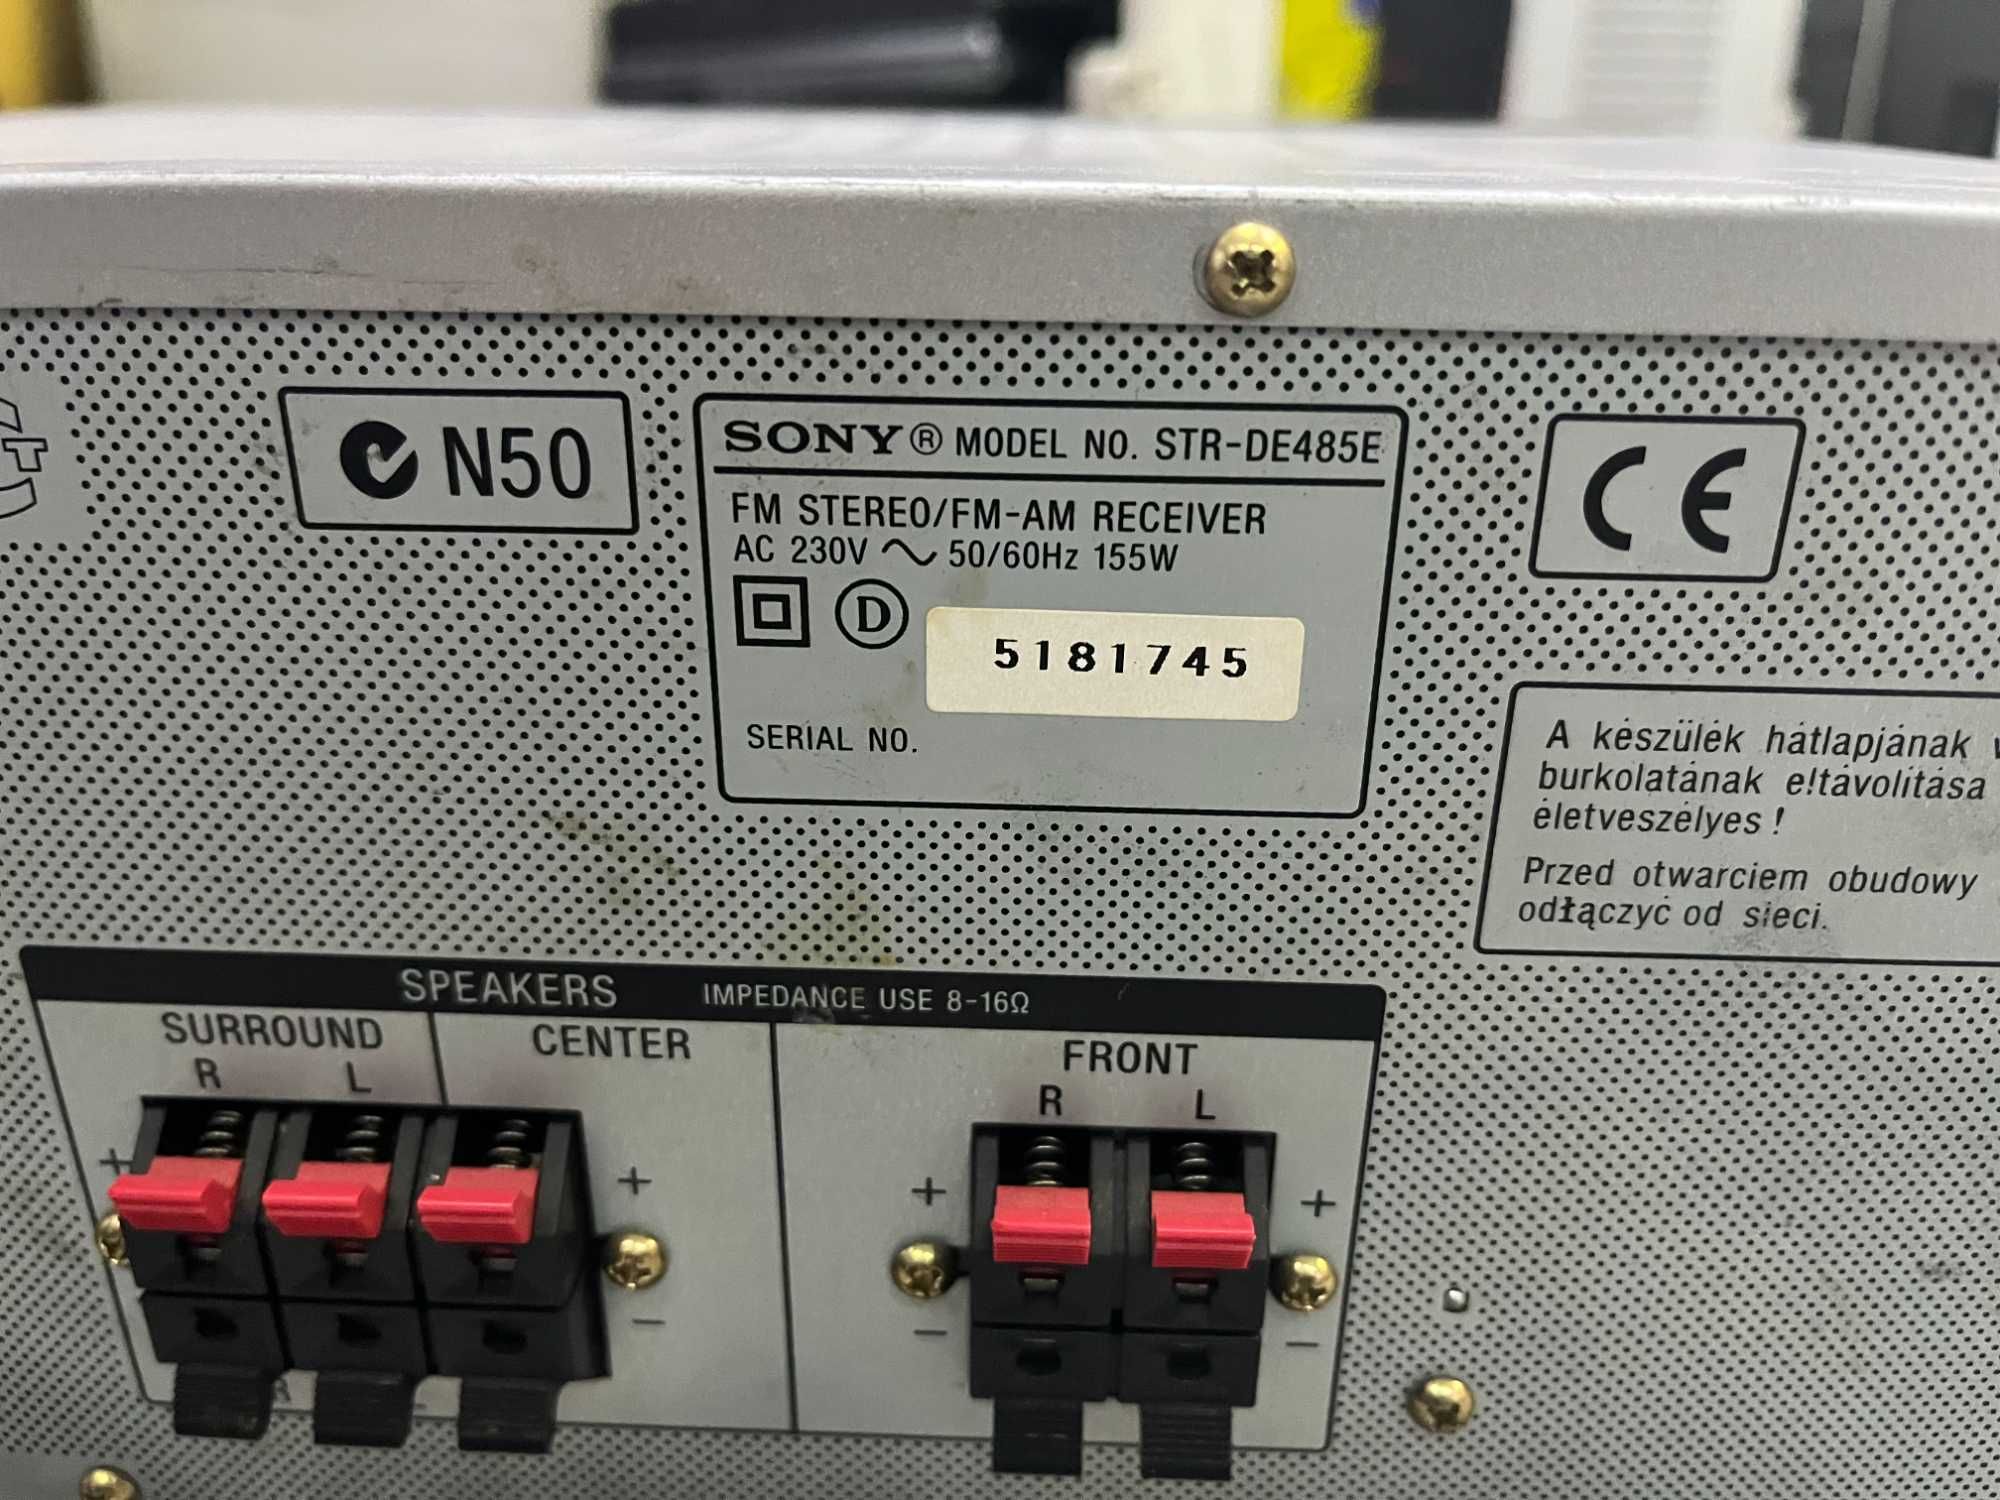 N50
SONY® MODEL NO. STR-DE485E
FM STEREO/FM-AM RECEIVER
AC 230V ~ 50/60Hz 155W
D
5181745
SERIAL NO.
CE
A készülék hátlapjának
burkolatának eltávolítása
életveszélyes!
Przed otwarciem obudowy
odłączyć od sieci.
SPEAKERS IMPEDANCE USE 8-16Ω
SURROUND CENTER FRONT
R L R L
+ + + +
- - -